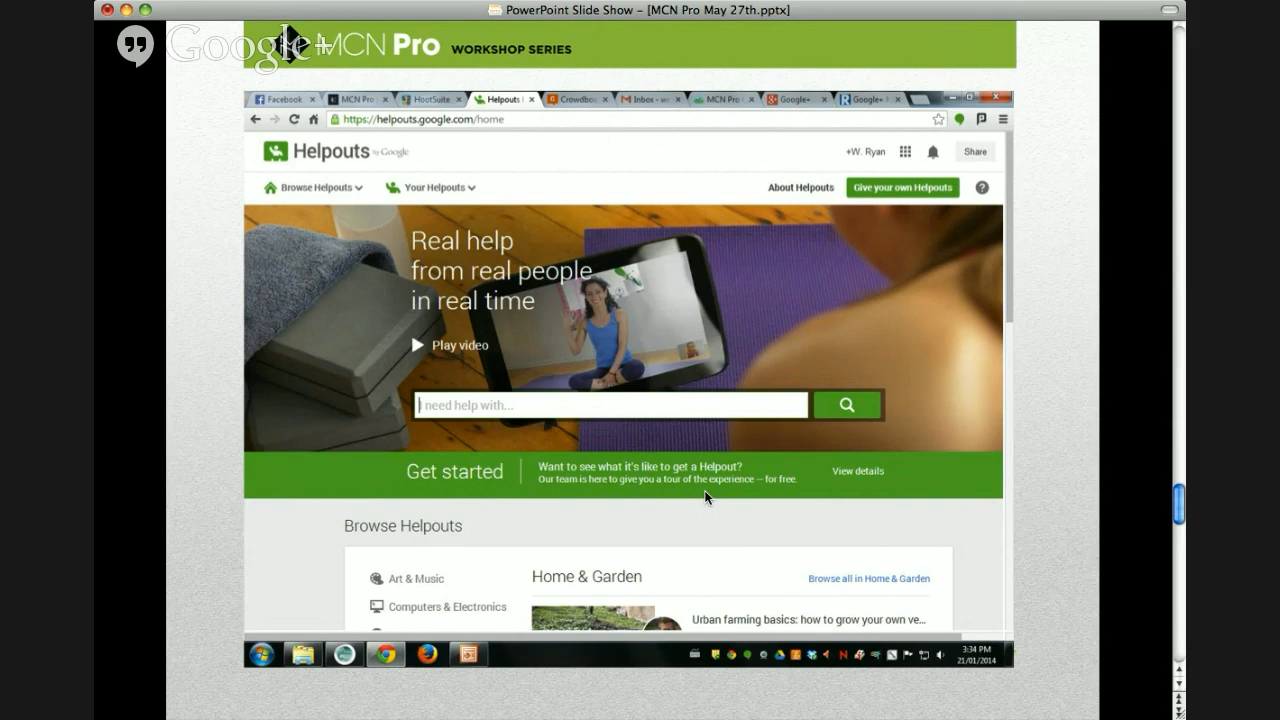 PowerPoint Slide Show – [MCN Pro May 27th.pptx]
Google+
MCN Pro WORKSHOP SERIES
Facebook
MCN Pro
HootSuite
Helpouts
Crowdbo
Inbox - w
MCN Pro
Google+
Google+
https://helpouts.google.com/home
Helpouts by Google
+W. Ryan
Share
Browse Helpouts
Your Helpouts
About Helpouts
Give your own Helpouts
?
Real help
from real people
in real time
Play video
I need help with...
Get started
Want to see what it's like to get a Helpout?
Our team is here to give you a tour of the experience – for free.
View details
Browse Helpouts
Art & Music
Home & Garden
Browse all in Home & Garden
Computers & Electronics
Urban farming basics: how to grow your own ve...
3:34 PM
21/01/2014